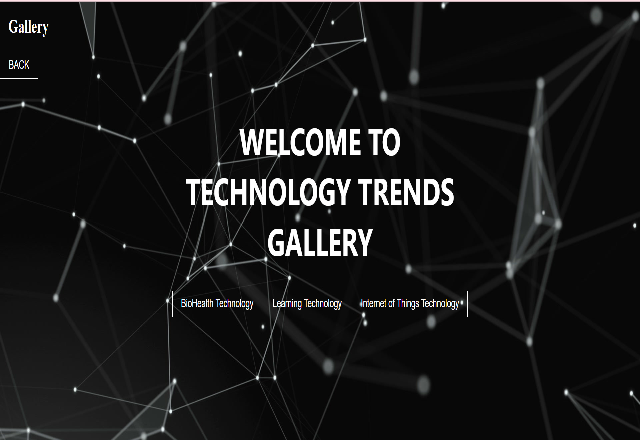 Gallery
BACK
WELCOME TO
TECHNOLOGY TRENDS
GALLERY
BioHealth Technology Learning Technology Internet of Things Technology